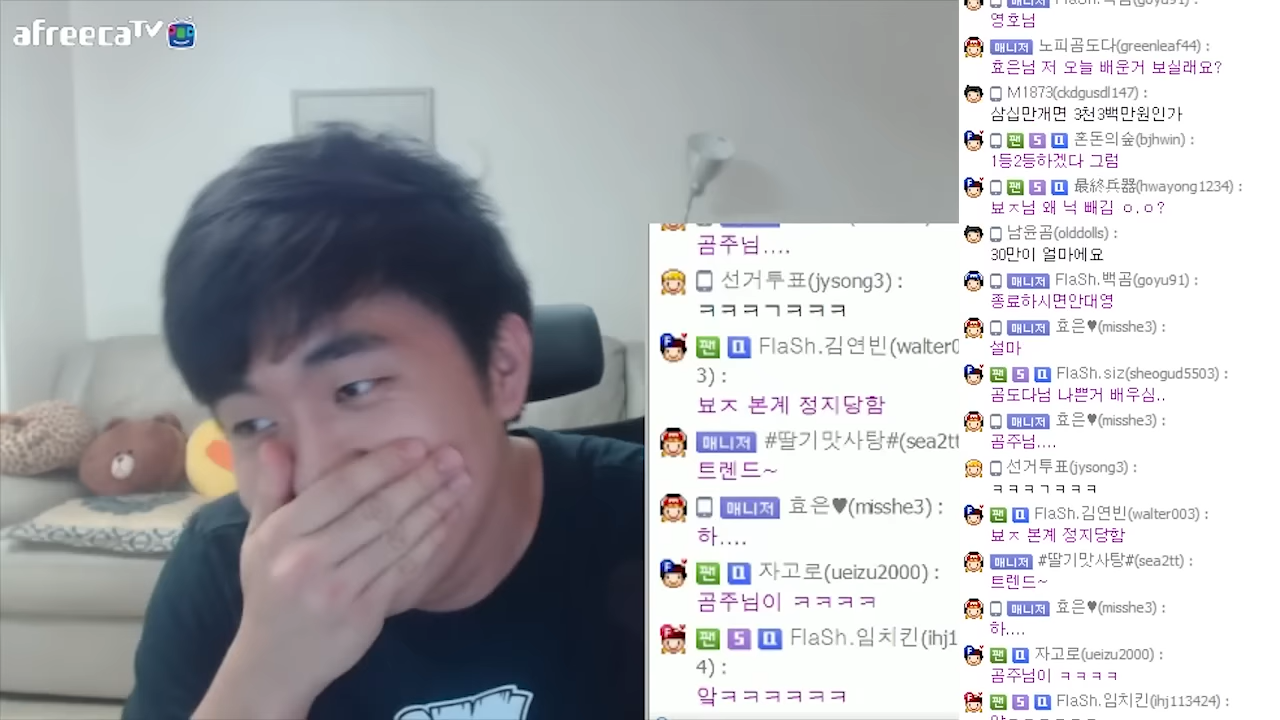 afreecaTV
곰주님....
선거투표(jysong3) :
ㅋㅋㅋㄱㅋㅋㅋ
팬 FlaSh.김연빈(walter0
3) :
뵤ㅈ 본계 정지당함
매니저 #딸기맛사탕#(sea2tt
트렌드~
매니저 효은♥(misshe3) :
하....
팬 자고로(ueizu2000) :
곰주님이 ㅋㅋㅋㅋ
팬 S FlaSh.임치킨(ihj1
4) :
앜ㅋㅋㅋㅋㅋㅋ
매니저 FlaSh.백곰(goyu91) :
영호님
매니저 노피곰도다(greenleaf44) :
효은님 저 오늘 배운거 보실래요?
M1873(ckdgusdl147) :
삼십만개면 3천3백만원인가
팬 S 혼돈의숲(bjhwin) :
1등2등하겠다 그럼
팬 S 最終兵器(hwayong1234) :
뵤ㅈ님 왜 넉 빼김 ㅇ.ㅇ?
남윤곰(olddolls) :
30만이 얼마에요
매니저 FlaSh.백곰(goyu91) :
종료하시면안대영
매니저 효은♥(misshe3) :
설마
팬 S FlaSh.siz(sheogud5503) :
곰도다님 나쁜거 배우심..
매니저 효은♥(misshe3) :
곰주님....
선거투표(jysong3) :
ㅋㅋㅋㄱㅋㅋㅋ
팬 FlaSh.김연빈(walter003) :
뵤ㅈ 본계 정지당함
매니저 #딸기맛사탕#(sea2tt) :
트렌드~
매니저 효은♥(misshe3) :
하....
팬 자고로(ueizu2000) :
곰주님이 ㅋㅋㅋㅋ
팬 S FlaSh.임치킨(ihj113424) :